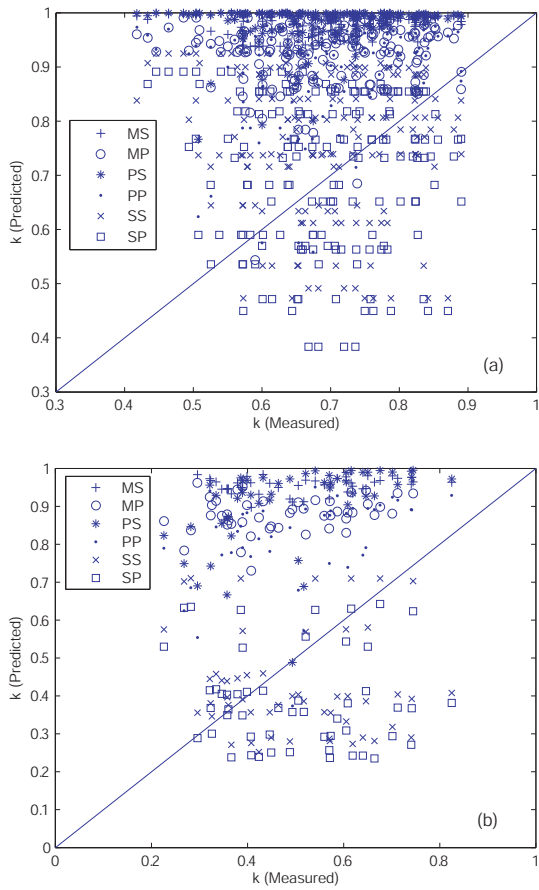 1
0.9
0.8
0.7
0.6
0.5
0.4
0.3
k (Predicted)
MS
MP
PS
PP
SS
SP
(a)
0.3 0.4 0.5 0.6 0.7 0.8 0.9 1
k (Measured)
1
0.9
0.8
0.7
0.6
0.5
0.4
0.3
0.2
0.1
0
k (Predicted)
MS
MP
PS
PP
SS
SP
(b)
0 0.2 0.4 0.6 0.8 1
k (Measured)